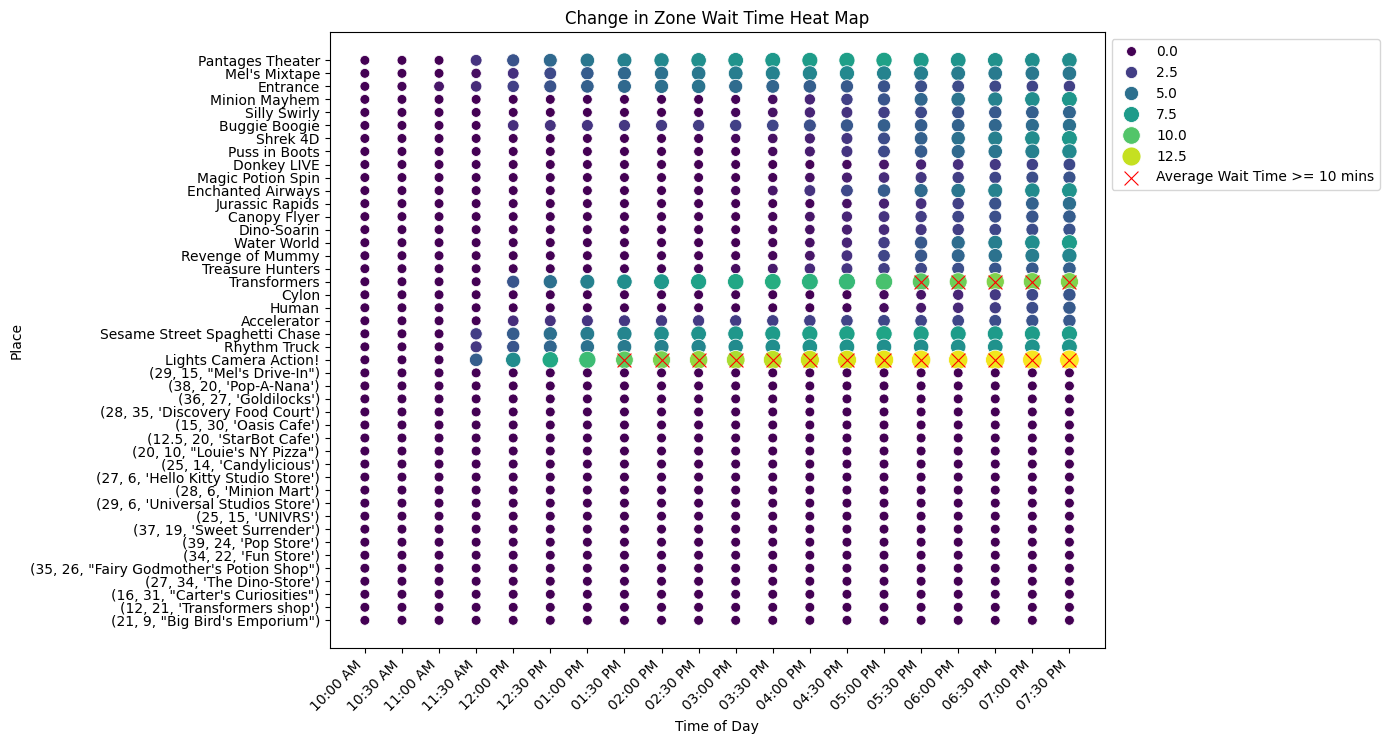 Change in Zone Wait Time Heat Map
Place
Pantages Theater
Mel's Mixtape
Entrance
Minion Mayhem
Silly Swirly
Buggie Boogie
Shrek 4D
Puss in Boots
Donkey LIVE
Magic Potion Spin
Enchanted Airways
Jurassic Rapids
Canopy Flyer
Dino-Soarin
Water World
Revenge of Mummy
Treasure Hunters
Transformers
Cylon
Human
Accelerator
Sesame Street Spaghetti Chase
Rhythm Truck
Lights Camera Action!
(29, 15, "Mel's Drive-In")
(38, 20, 'Pop-A-Nana')
(36, 27, 'Goldilocks')
(28, 35, 'Discovery Food Court')
(15, 30, 'Oasis Cafe')
(12.5, 20, 'StarBot Cafe')
(20, 10, "Louie's NY Pizza")
(25, 14, 'Candylicious')
(27, 6, 'Hello Kitty Studio Store')
(28, 6, 'Minion Mart')
(29, 6, 'Universal Studios Store')
(25, 15, 'UNIVRS')
(37, 19, 'Sweet Surrender')
(39, 24, 'Pop Store')
(34, 22, 'Fun Store')
(35, 26, "Fairy Godmother's Potion Shop")
(27, 34, 'The Dino-Store')
(16, 31, "Carter's Curiosities")
(12, 21, 'Transformers shop')
(21, 9, "Big Bird's Emporium")
10:00 AM
10:30 AM
11:00 AM
11:30 AM
12:00 PM
12:30 PM
01:00 PM
01:30 PM
02:00 PM
02:30 PM
03:00 PM
03:30 PM
04:00 PM
04:30 PM
05:00 PM
05:30 PM
06:00 PM
06:30 PM
07:00 PM
07:30 PM
Time of Day
0.0
2.5
5.0
7.5
10.0
12.5
Average Wait Time >= 10 mins